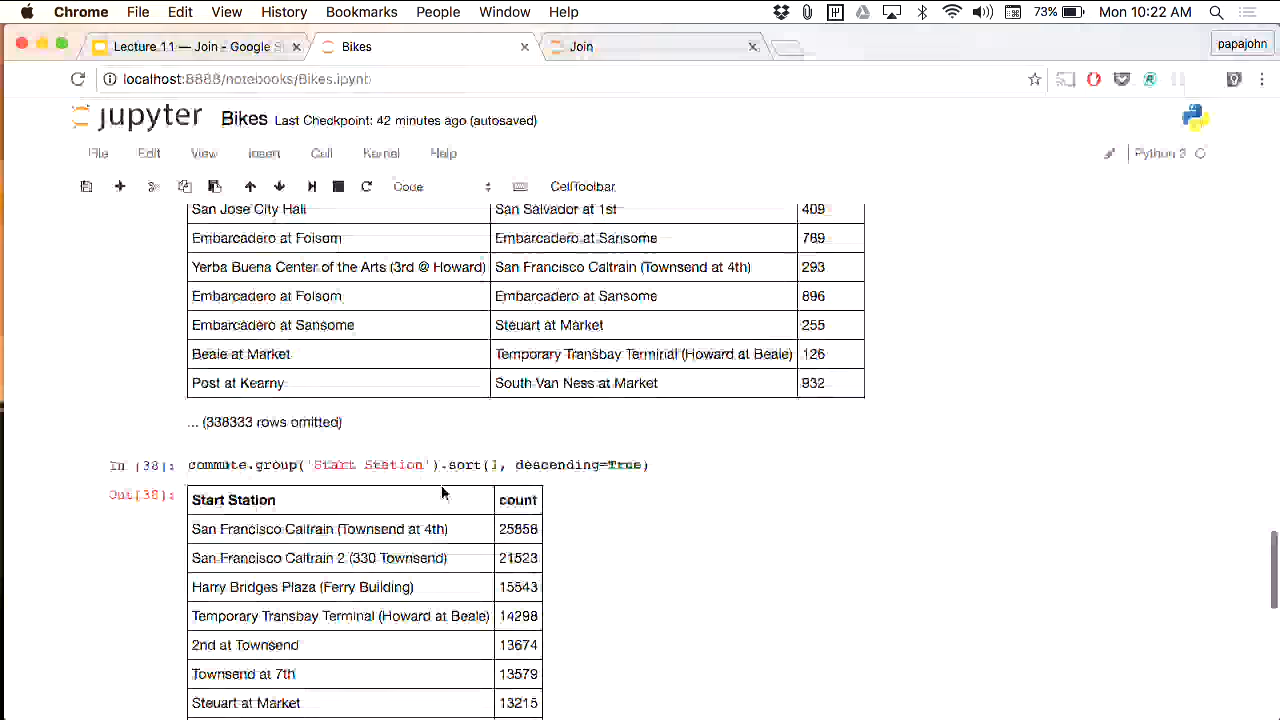 Chrome File Edit View History Bookmarks People Window Help 73% Mon 10:22 AM
Lecture 11 — Join - Google S Bikes Join papajohn
localhost:8888/notebooks/Bikes.ipynb
jupyter Bikes Last Checkpoint: 42 minutes ago (autosaved)
File Edit View Insert Cell Kernel Help Python 3
Code CellToolbar
San Jose City Hall San Salvador at 1st 409
Embarcadero at Folsom Embarcadero at Sansome 769
Yerba Buena Center of the Arts (3rd @ Howard) San Francisco Caltrain (Townsend at 4th) 293
Embarcadero at Folsom Embarcadero at Sansome 896
Embarcadero at Sansome Steuart at Market 255
Beale at Market Temporary Transbay Terminal (Howard at Beale) 126
Post at Kearny South Van Ness at Market 932
... (338333 rows omitted)
In [38]: commute.group('Start Station').sort(1, descending=True)
Out[38]: Start Station count
San Francisco Caltrain (Townsend at 4th) 25858
San Francisco Caltrain 2 (330 Townsend) 21523
Harry Bridges Plaza (Ferry Building) 15543
Temporary Transbay Terminal (Howard at Beale) 14298
2nd at Townsend 13674
Townsend at 7th 13579
Steuart at Market 13215